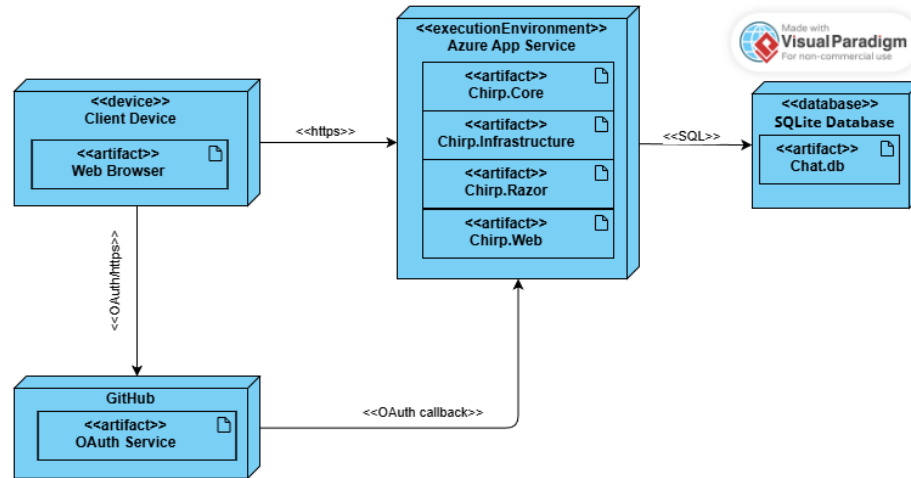 <<executionEnvironment>>
Azure App Service
<<artifact>>
Chirp.Core
<<artifact>>
Chirp.Infrastructure
<<artifact>>
Chirp.Razor
<<artifact>>
Chirp.Web
Made with
Visual Paradigm
For non-commercial use
<<device>>
Client Device
<<artifact>>
Web Browser
<<https>>
<<SQL>>
<<database>>
SQLite Database
<<artifact>>
Chat.db
<<OAuth/https>>
GitHub
<<artifact>>
OAuth Service
<<OAuth callback>>